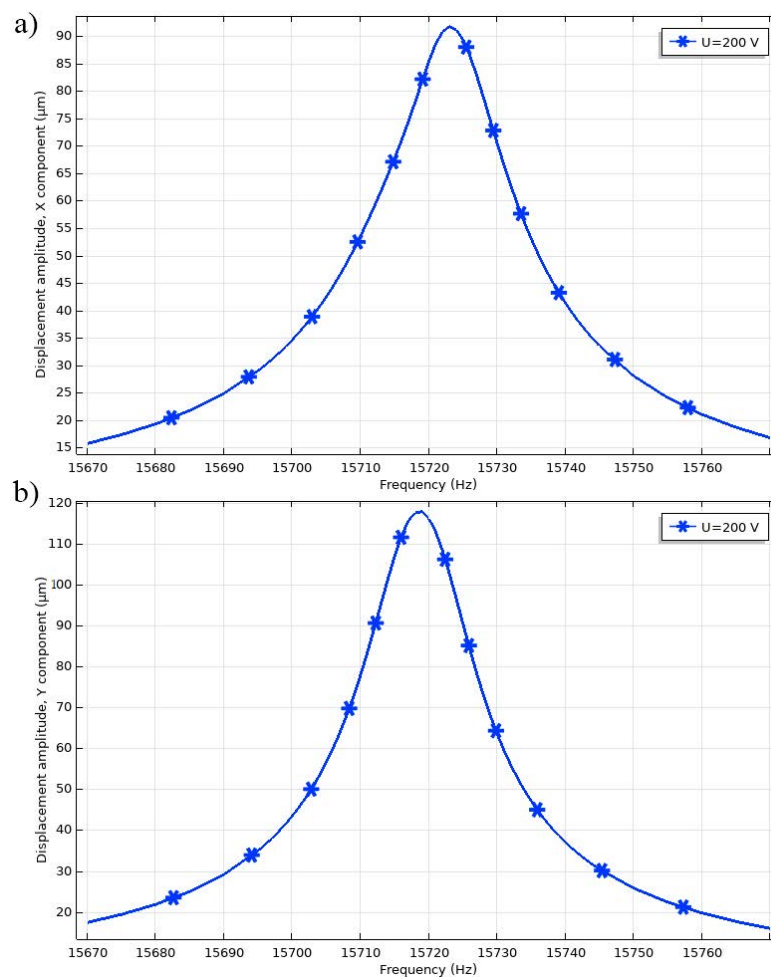 a)
Displacement amplitude, X component (μm)
90
85
80
75
70
65
60
55
50
45
40
35
30
25
20
15
U=200 V
15670 15680 15690 15700 15710 15720 15730 15740 15750 15760
Frequency (Hz)
b)
Displacement amplitude, Y component (μm)
120
110
100
90
80
70
60
50
40
30
20
U=200 V
15670 15680 15690 15700 15710 15720 15730 15740 15750 15760
Frequency (Hz)